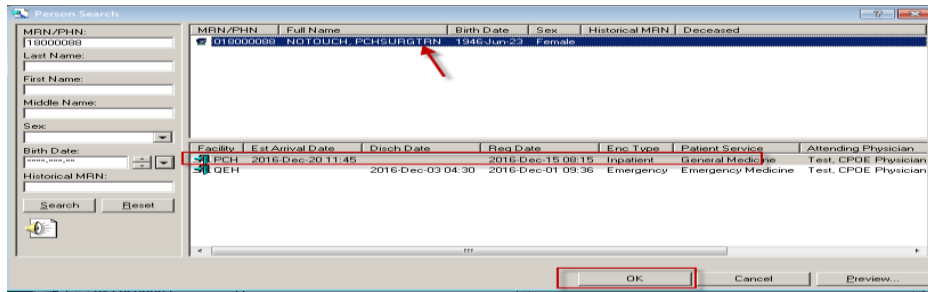 Person Search
MRN/PHN:
18000088
Last Name:
First Name:
Middle Name:
Sex:
Birth Date:
****-***-**
Historical MRN:
Search Reset
MRN/PHN Full Name Birth Date Sex Historical MRN Deceased
018000088 NOTOUCH, PCHSURGTRN 1946-Jun-23 Female
Facility Est Arrival Date Disch Date Reg Date Enc Type Patient Service Attending Physician
PCH 2016-Dec-20 11:45 2016-Dec-15 08:15 Inpatient General Medicine Test, CPOE Physician
QEH 2016-Dec-03 04:30 2016-Dec-01 09:36 Emergency Emergency Medicine Test, CPOE Physician
OK Cancel Preview...